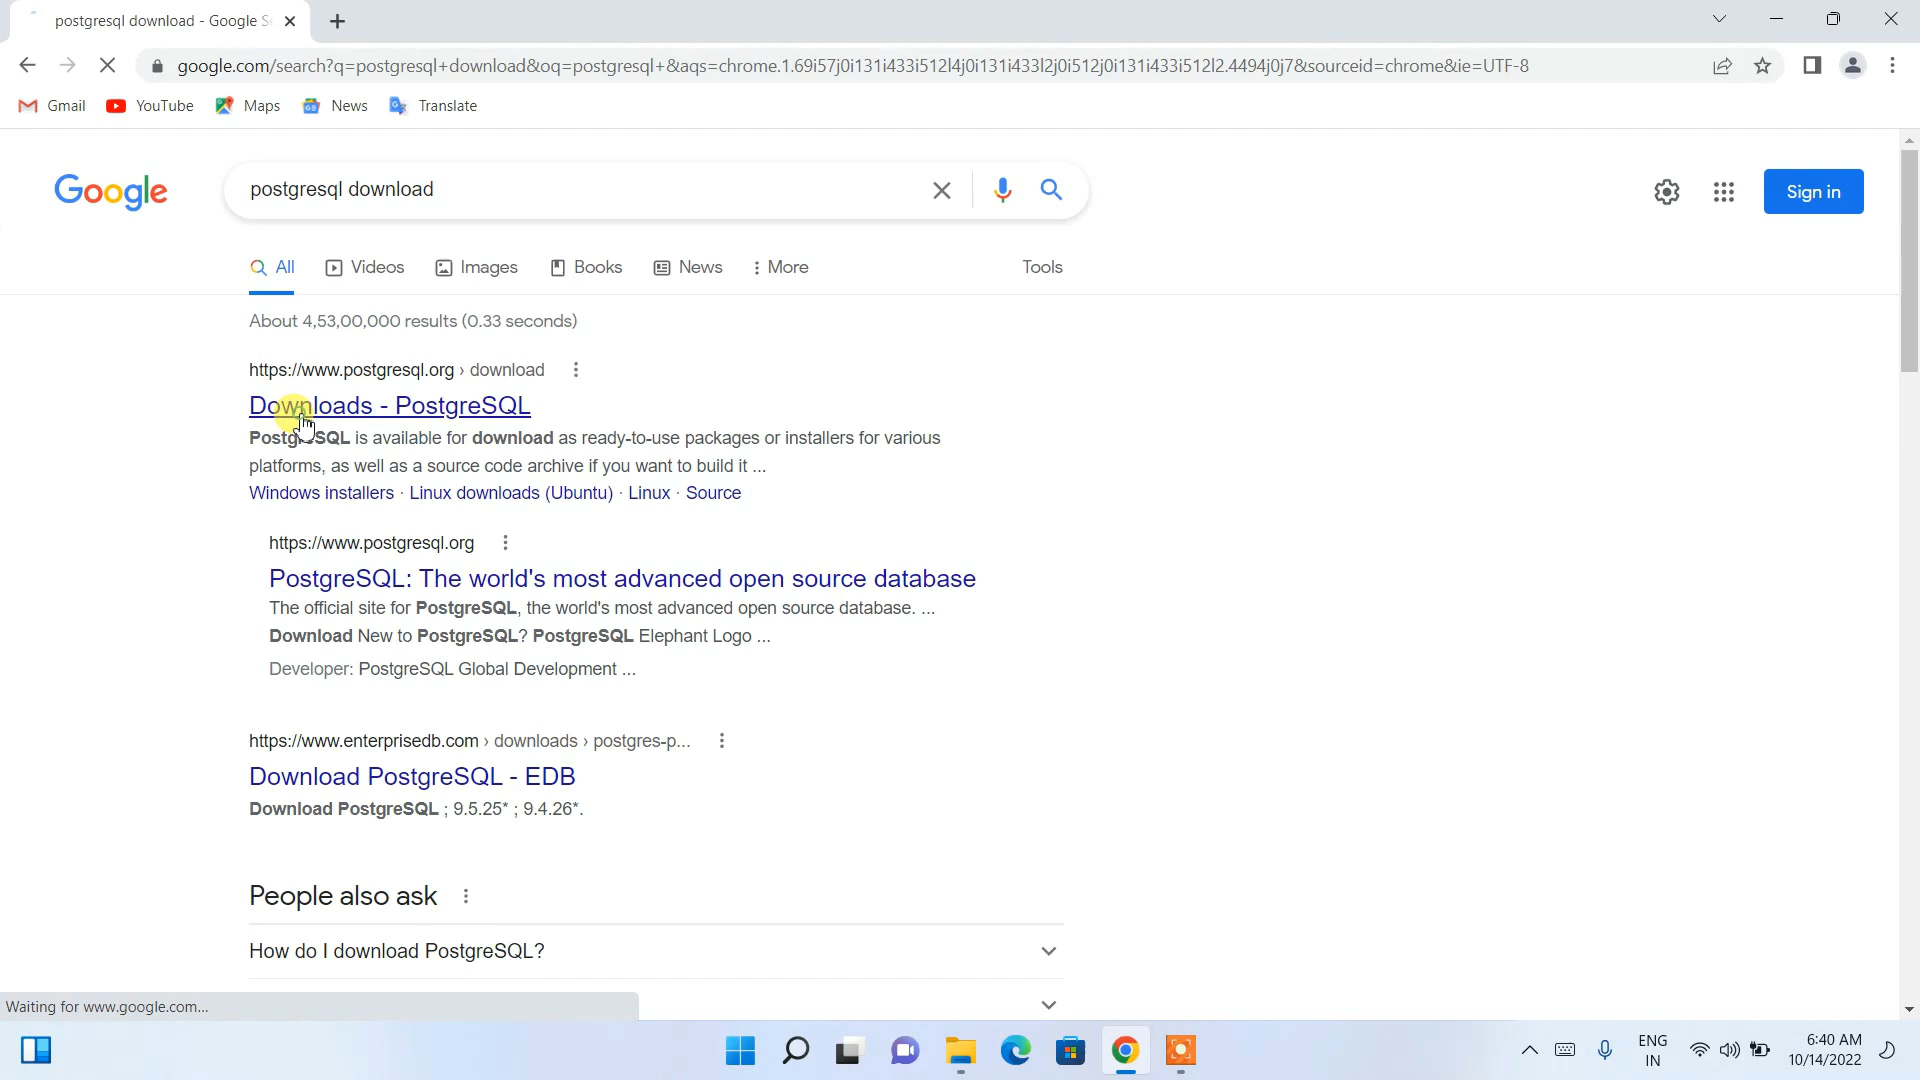 postgresql download - Google S
google.com/search?q=postgresql+download&oq=postgresql+&aqs=chrome.1.69i57j0i131i433i512l4j0i131i433l2j0i512j0i131i433i512l2.4494j0j7&sourceid=chrome&ie=UTF-8
Gmail YouTube Maps News Translate
Google postgresql download Sign in
All Videos Images Books News More Tools
About 4,53,00,000 results (0.33 seconds)
https://www.postgresql.org › download
Downloads - PostgreSQL
PostgreSQL is available for download as ready-to-use packages or installers for various
platforms, as well as a source code archive if you want to build it ...
Windows installers · Linux downloads (Ubuntu) · Linux · Source
https://www.postgresql.org
PostgreSQL: The world's most advanced open source database
The official site for PostgreSQL, the world's most advanced open source database. ...
Download New to PostgreSQL? PostgreSQL Elephant Logo ...
Developer: PostgreSQL Global Development ...
https://www.enterprisedb.com › downloads › postgres-p...
Download PostgreSQL - EDB
Download PostgreSQL ; 9.5.25* ; 9.4.26*.
People also ask
How do I download PostgreSQL?
Waiting for www.google.com...
ENG 6:40 AM
IN 10/14/2022